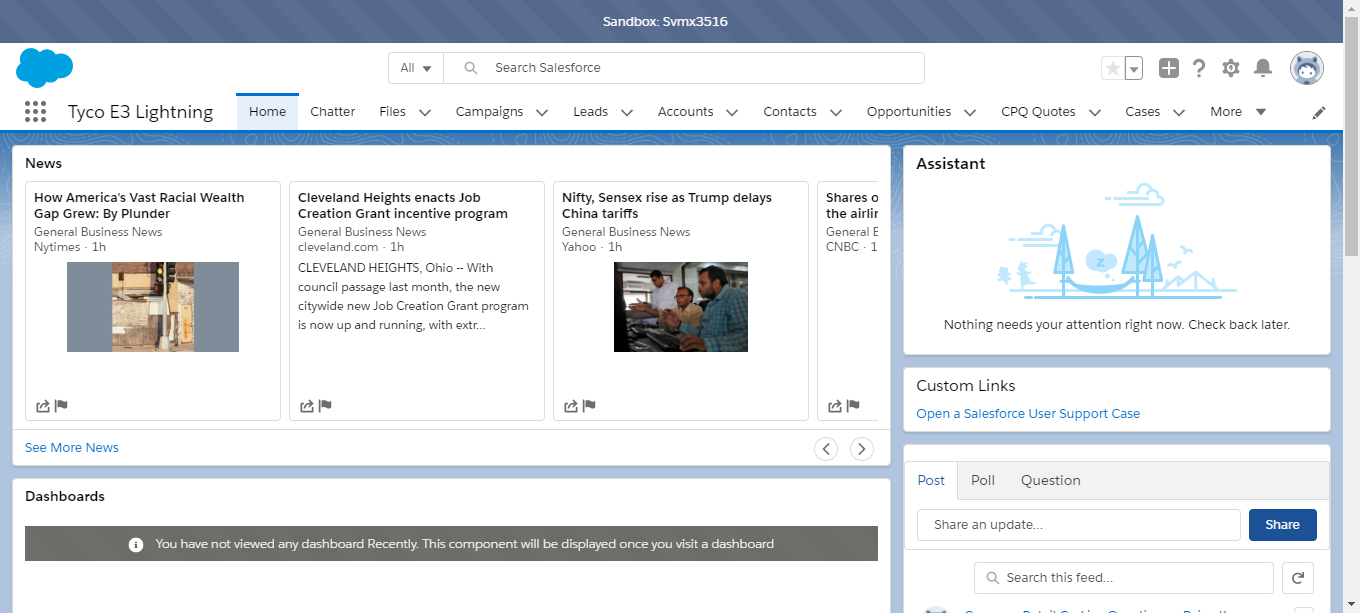 Sandbox: Svmx3516
All
Search Salesforce
Tyco E3 Lightning
Home
Chatter
Files
Campaigns
Leads
Accounts
Contacts
Opportunities
CPQ Quotes
Cases
More
News
How America's Vast Racial Wealth
Gap Grew: By Plunder
General Business News
Nytimes · 1h
Cleveland Heights enacts Job
Creation Grant incentive program
General Business News
cleveland.com · 1h
CLEVELAND HEIGHTS, Ohio -- With
council passage last month, the new
citywide new Job Creation Grant program
is now up and running, with extr...
Nifty, Sensex rise as Trump delays
China tariffs
General Business News
Yahoo · 1h
Shares o
the airli
General B
CNBC · 1
See More News
Dashboards
You have not viewed any dashboard Recently. This component will be displayed once you visit a dashboard
Assistant
z
Nothing needs your attention right now. Check back later.
Custom Links
Open a Salesforce User Support Case
Post
Poll
Question
Share an update...
Share
Search this feed...